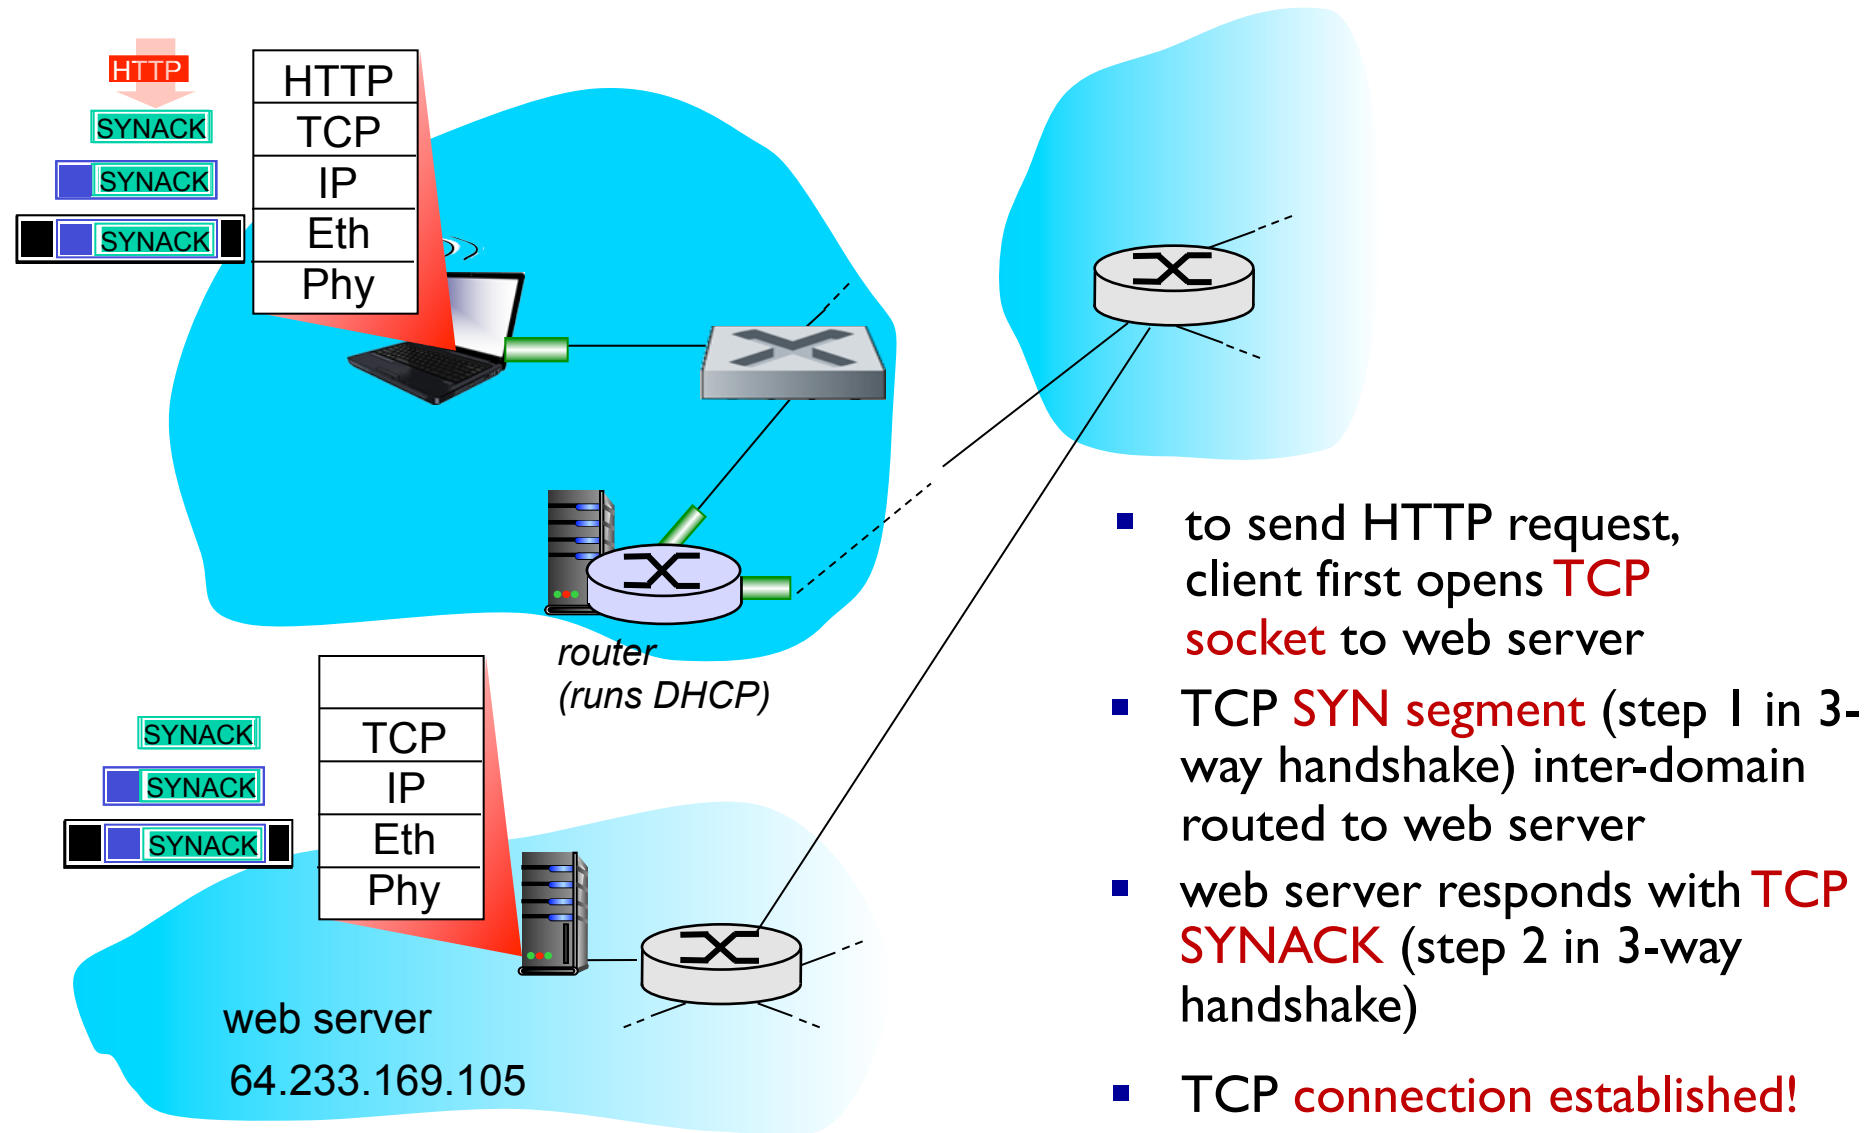 HTTP
SYNACK
SYNACK
SYNACK
HTTP
TCP
IP
Eth
Phy
router
(runs DHCP)
SYNACK
SYNACK
SYNACK
TCP
IP
Eth
Phy
web server
64.233.169.105
to send HTTP request,
client first opens TCP
socket to web server
TCP SYN segment (step 1 in 3-
way handshake) inter-domain
routed to web server
web server responds with TCP
SYNACK (step 2 in 3-way
handshake)
TCP connection established!